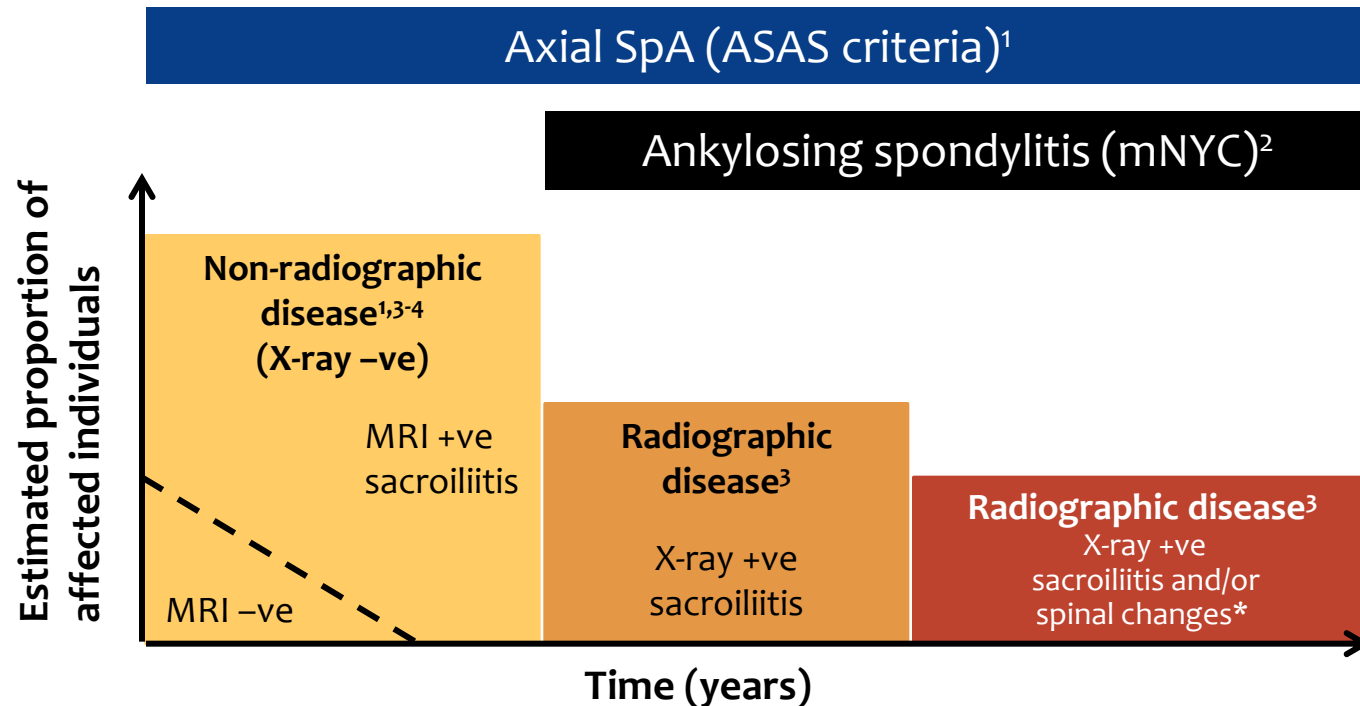 Axial SpA (ASAS criteria)¹
Ankylosing spondylitis (mNYC)²
Estimated proportion of
affected individuals
Non-radiographic
disease¹,³⁻⁴
(X-ray –ve)
MRI +ve
sacroiliitis
MRI –ve
Radiographic
disease³
X-ray +ve
sacroiliitis
Radiographic disease³
X-ray +ve
sacroiliitis and/or
spinal changes*
Time (years)